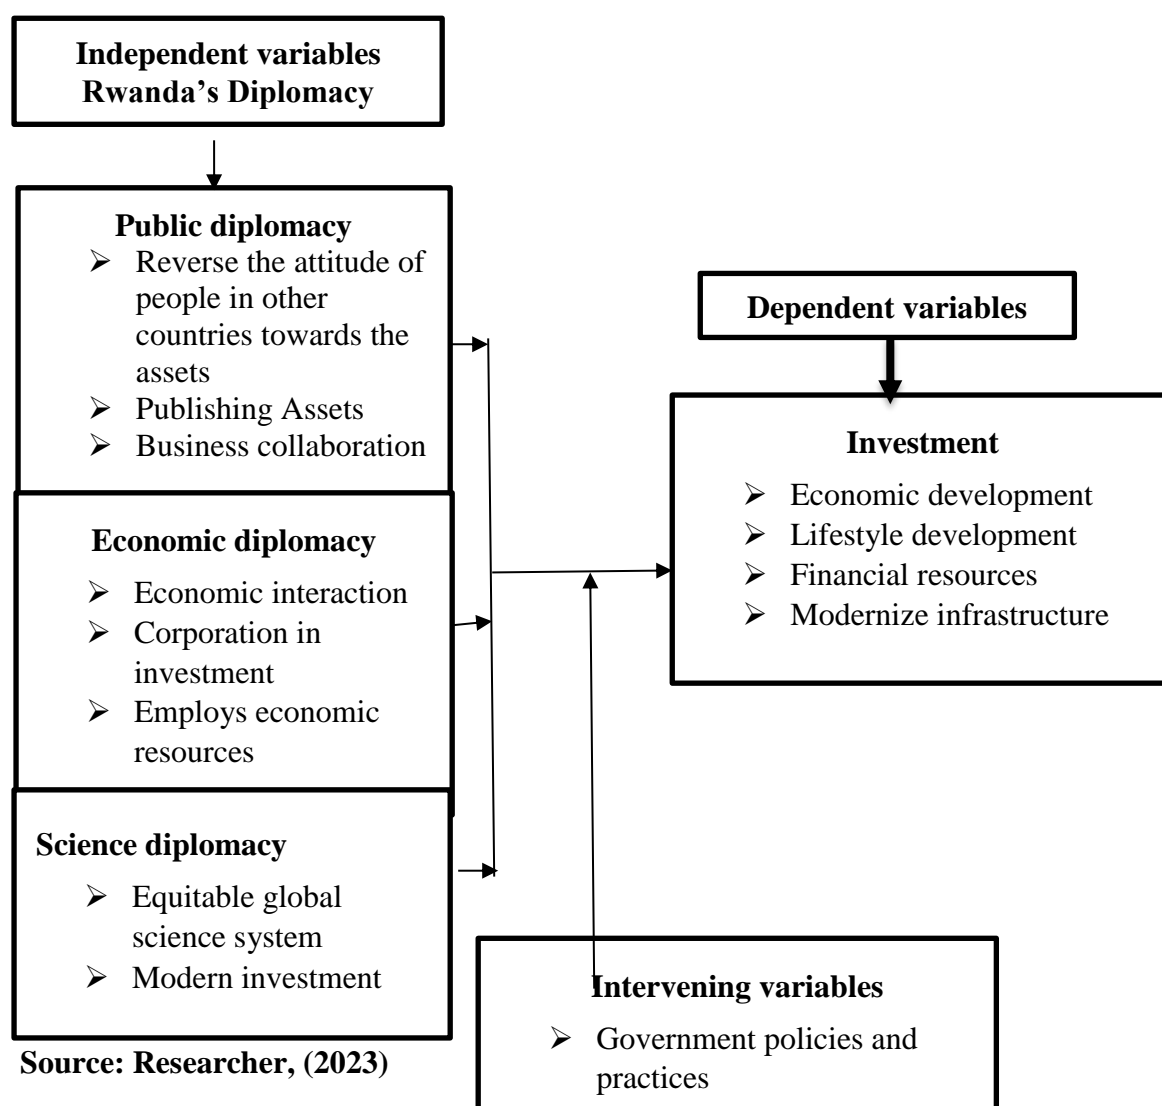 Independent variables
Rwanda’s Diplomacy
Public diplomacy
➢ Reverse the attitude of
people in other
countries towards the
assets
➢ Publishing Assets
➢ Business collaboration
Economic diplomacy
➢ Economic interaction
➢ Corporation in
investment
➢ Employs economic
resources
Science diplomacy
➢ Equitable global
science system
➢ Modern investment
Source: Researcher, (2023)
Dependent variables
Investment
➢ Economic development
➢ Lifestyle development
➢ Financial resources
➢ Modernize infrastructure
Intervening variables
➢ Government policies and
practices